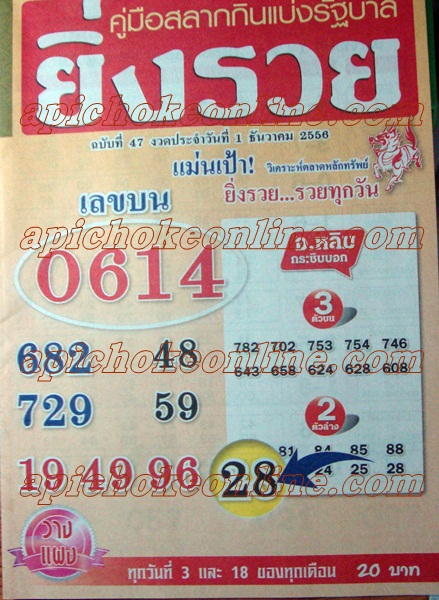 คู่มือสลากกินแบ่งรัฐบาล
ยิ่งรวย
apichokeonline.com
ฉบับที่ 47 งวดประจำวันที่ 1 ธันวาคม 2556
แม่นเป้า! วิเคราะห์ตลาดหลักทรัพย์
ยิ่งรวย...รวยทุกวัน
เลขบน
apichokeonline.com
0614
อ.หลิน
กระซิบบอก
3
ตัวบน
782 702 753 754 746
643 658 624 628 608
apichokeonline.com
682 48
729 59
2
ตัวล่าง
81 84 85 88
24 25 28
19 49 96 28
apichokeonline.com
วาง
แผง
ทุกวันที่ 3 และ 18 ของทุกเดือน 20 บาท